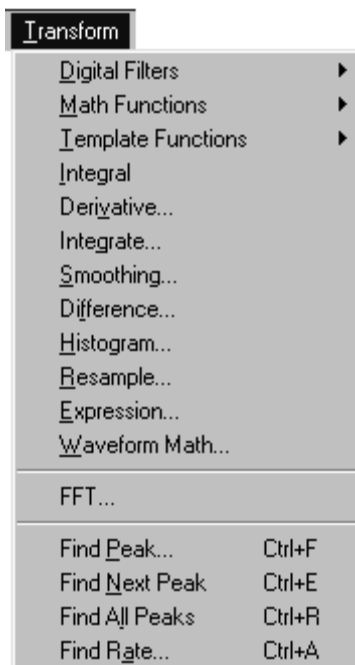 Transform
Digital Filters
Math Functions
Template Functions
Integral
Derivative...
Integrate...
Smoothing...
Difference...
Histogram...
Resample...
Expression...
Waveform Math...
FFT...
Find Peak... Ctrl+F
Find Next Peak Ctrl+E
Find All Peaks Ctrl+R
Find Rate... Ctrl+A